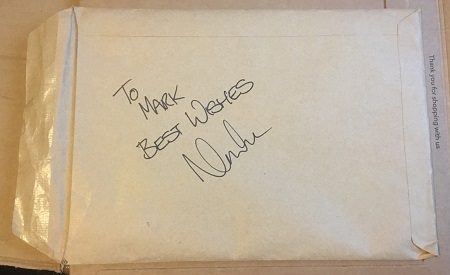 To
MARK
BEST WISHES
Thank you for shopping with us